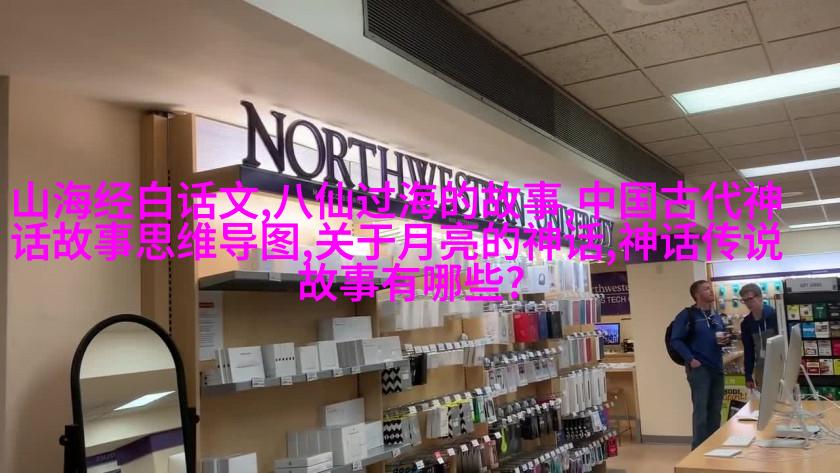 NORTHWESTERN UNIVERSITY
山海经白话文,八仙过海的故事,中国古代神
话故事思维导图,关于月亮的神话,神话传说
故事有哪些?
Northwestern
TECH